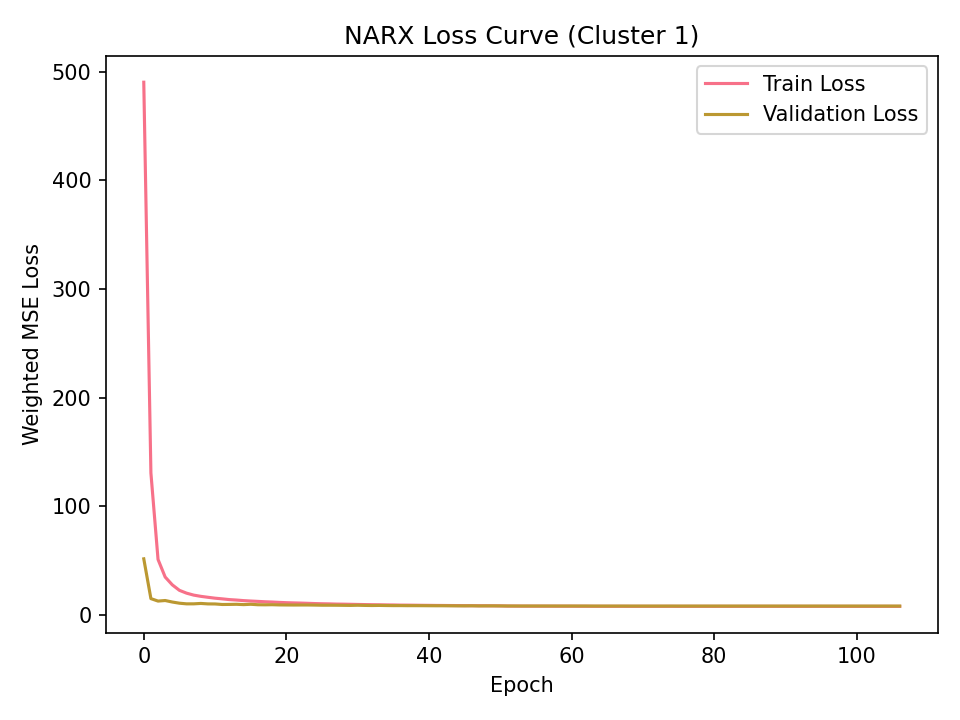 NARX Loss Curve (Cluster 1)
Train Loss
Validation Loss
Weighted MSE Loss
500
400
300
200
100
0
0 20 40 60 80 100
Epoch